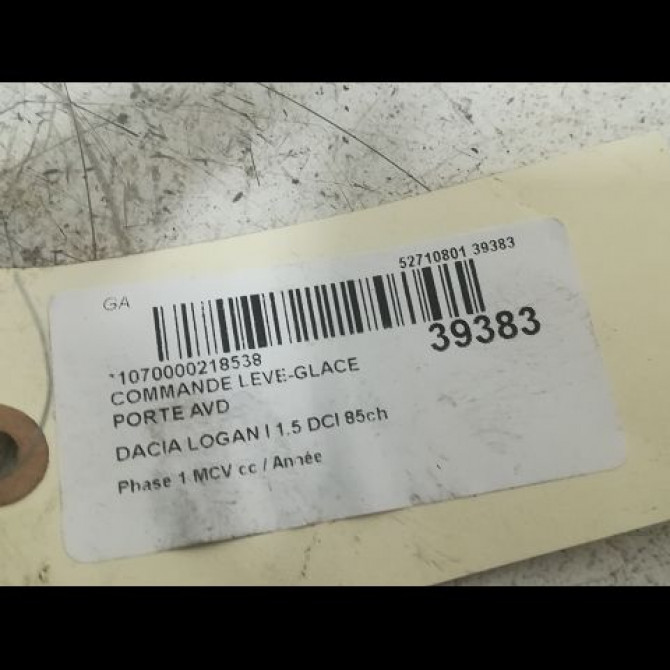 52710801 39383
GA
39383
*1070000218538
COMMANDE LEVE-GLACE
PORTE AVD
DACIA LOGAN I 1.5 DCI 85ch
Phase 1 MCV cc / Année